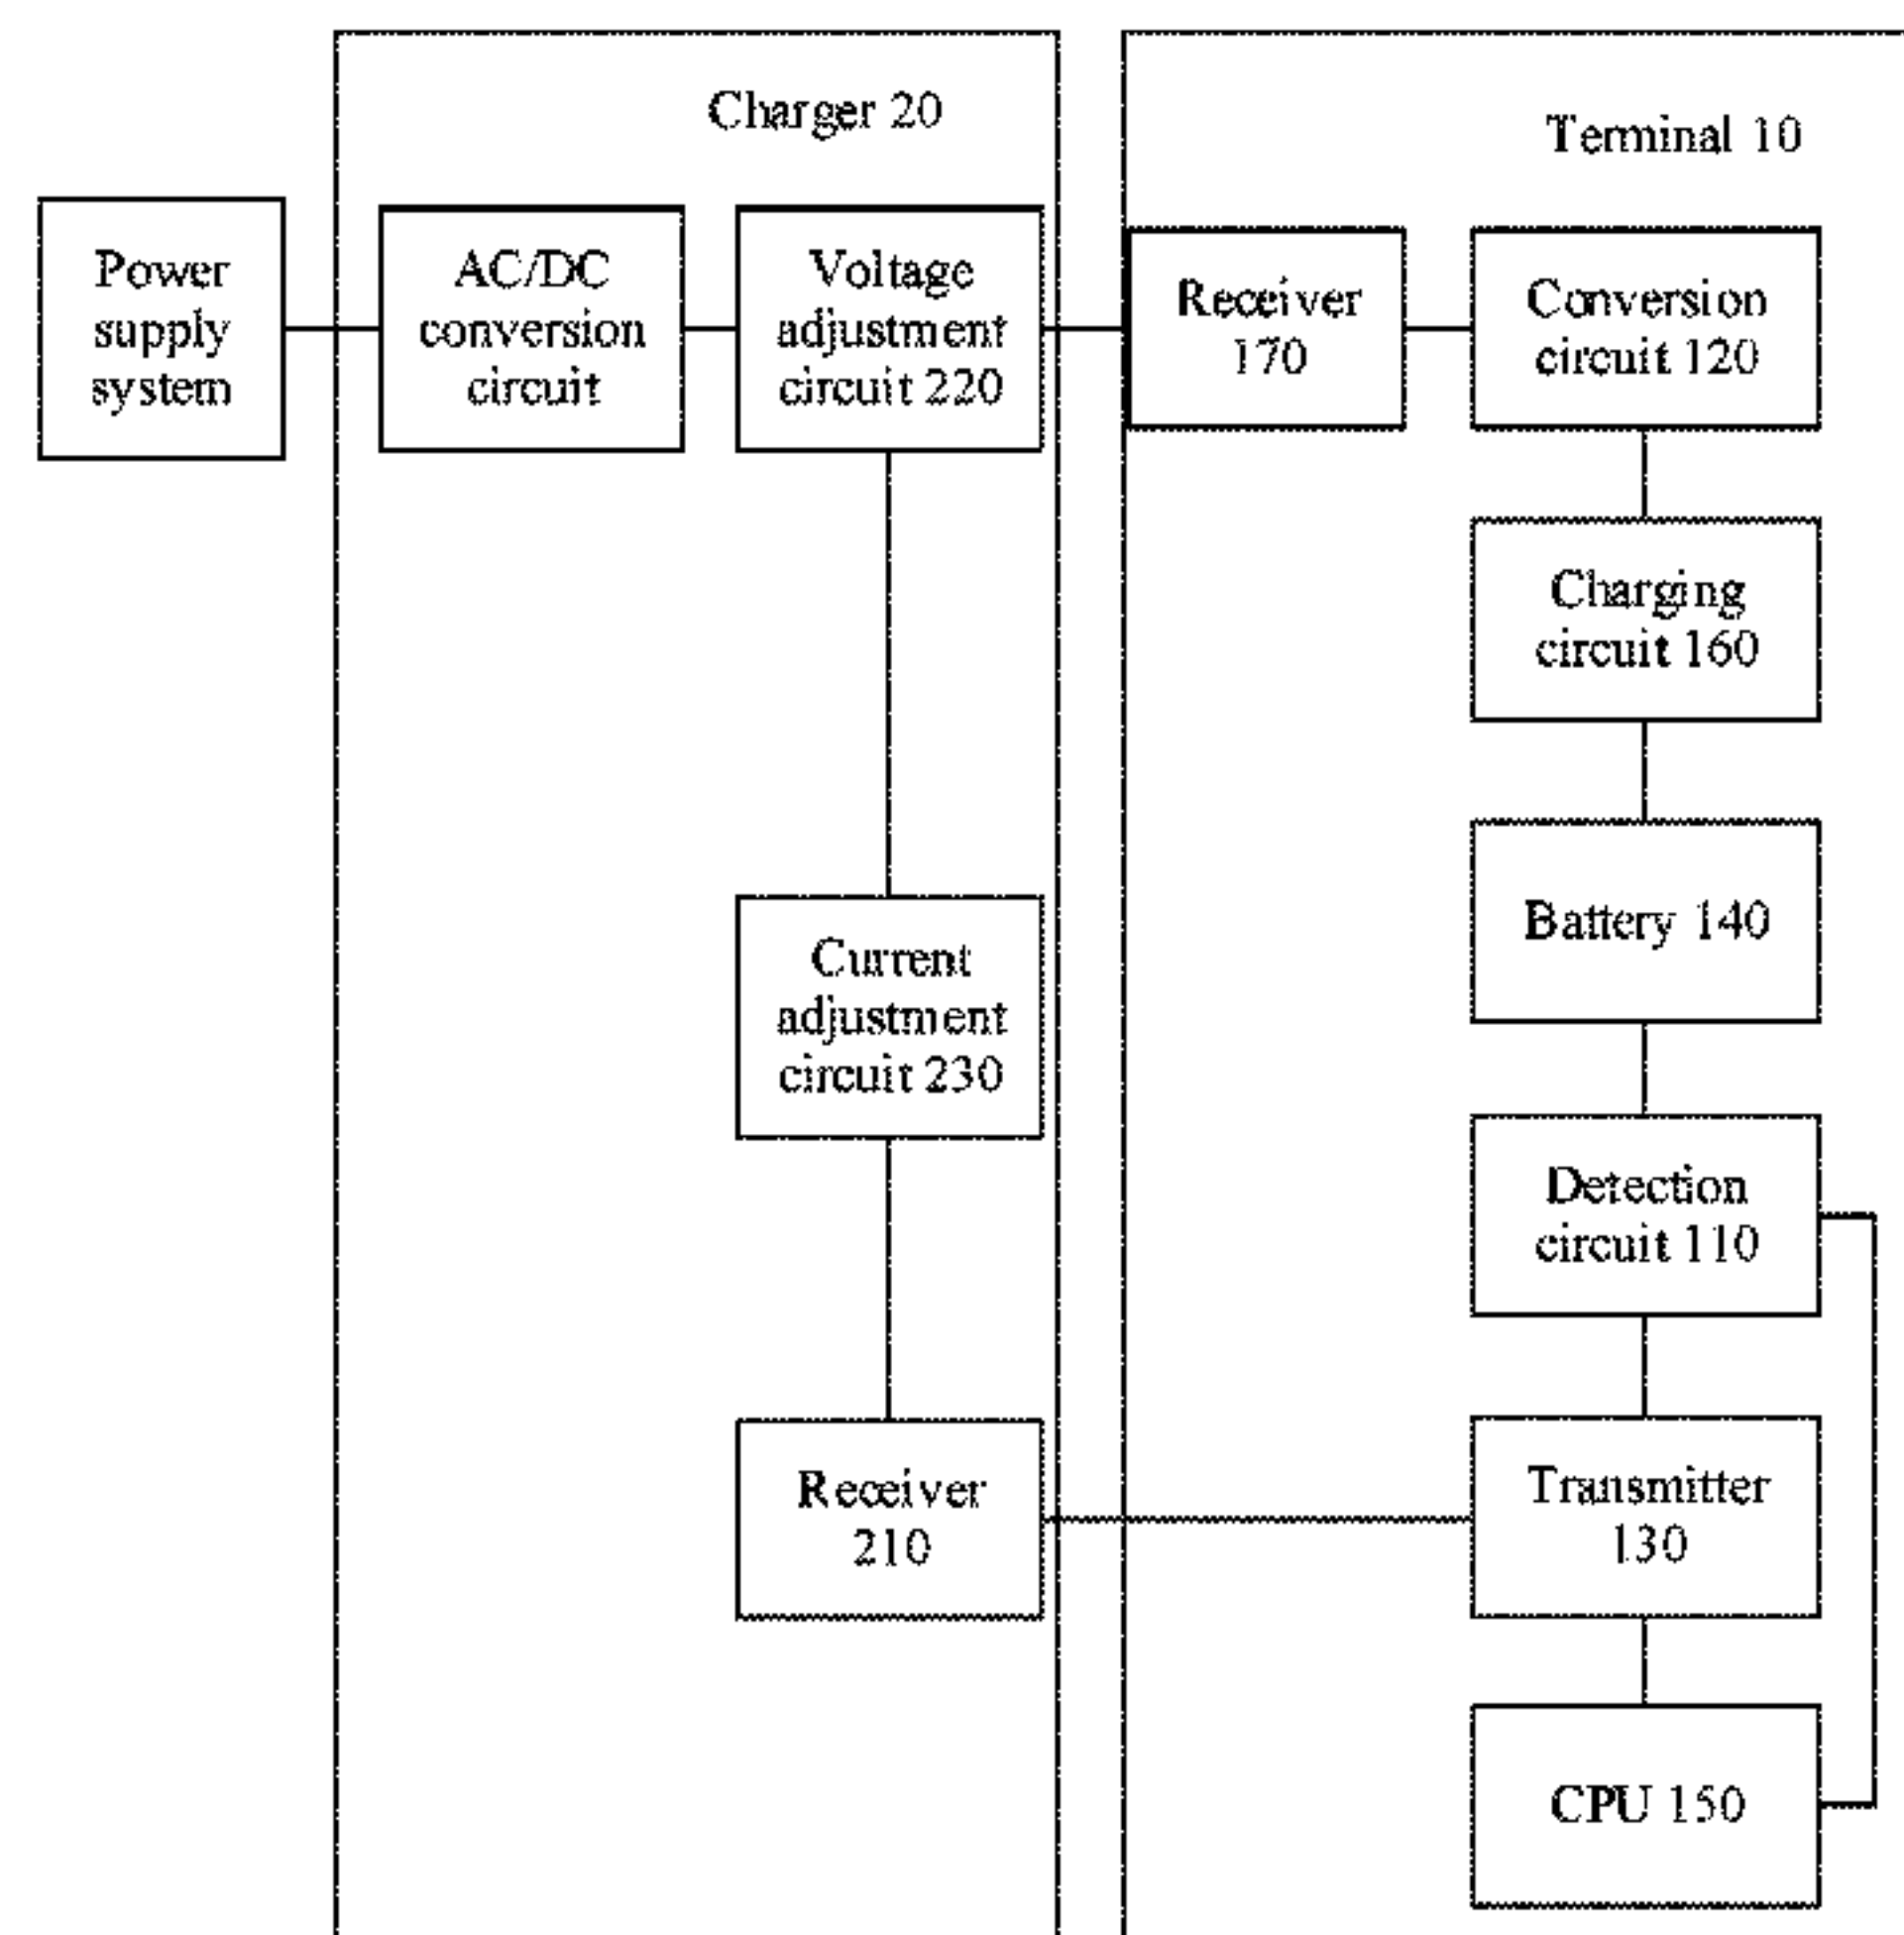 Charger 20
Terminal 10
Power
supply
system
AC/DC
conversion
circuit
Voltage
adjustment
circuit 220
Receiver
170
Conversion
circuit 120
Charging
circuit 160
Battery 140
Current
adjustment
circuit 230
Detection
circuit 110
Receiver
210
Transmitter
130
CPU 150